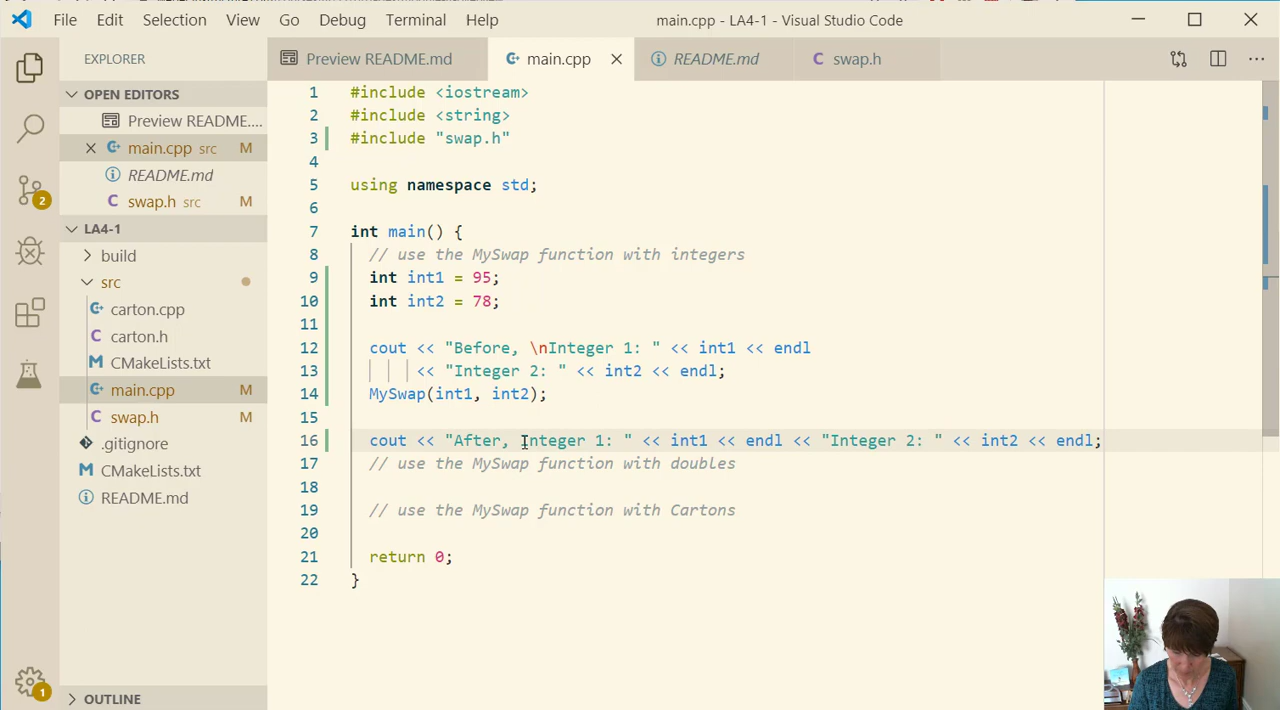 File Edit Selection View Go Debug Terminal Help main.cpp - LA4-1 - Visual Studio Code
EXPLORER
Preview README.md main.cpp README.md swap.h
OPEN EDITORS
Preview README....
main.cpp src M
README.md
swap.h src M
LA4-1
build
src
carton.cpp
carton.h
CMakeLists.txt
main.cpp M
swap.h M
.gitignore
CMakeLists.txt
README.md
OUTLINE
2
1
1 #include <iostream>
2 #include <string>
3 #include "swap.h"
4
5 using namespace std;
6
7 int main() {
8 // use the MySwap function with integers
9 int int1 = 95;
10 int int2 = 78;
11
12 cout << "Before, \nInteger 1: " << int1 << endl
13 << "Integer 2: " << int2 << endl;
14 MySwap(int1, int2);
15
16 cout << "After, Integer 1: " << int1 << endl << "Integer 2: " << int2 << endl;
17 // use the MySwap function with doubles
18
19 // use the MySwap function with Cartons
20
21 return 0;
22 }